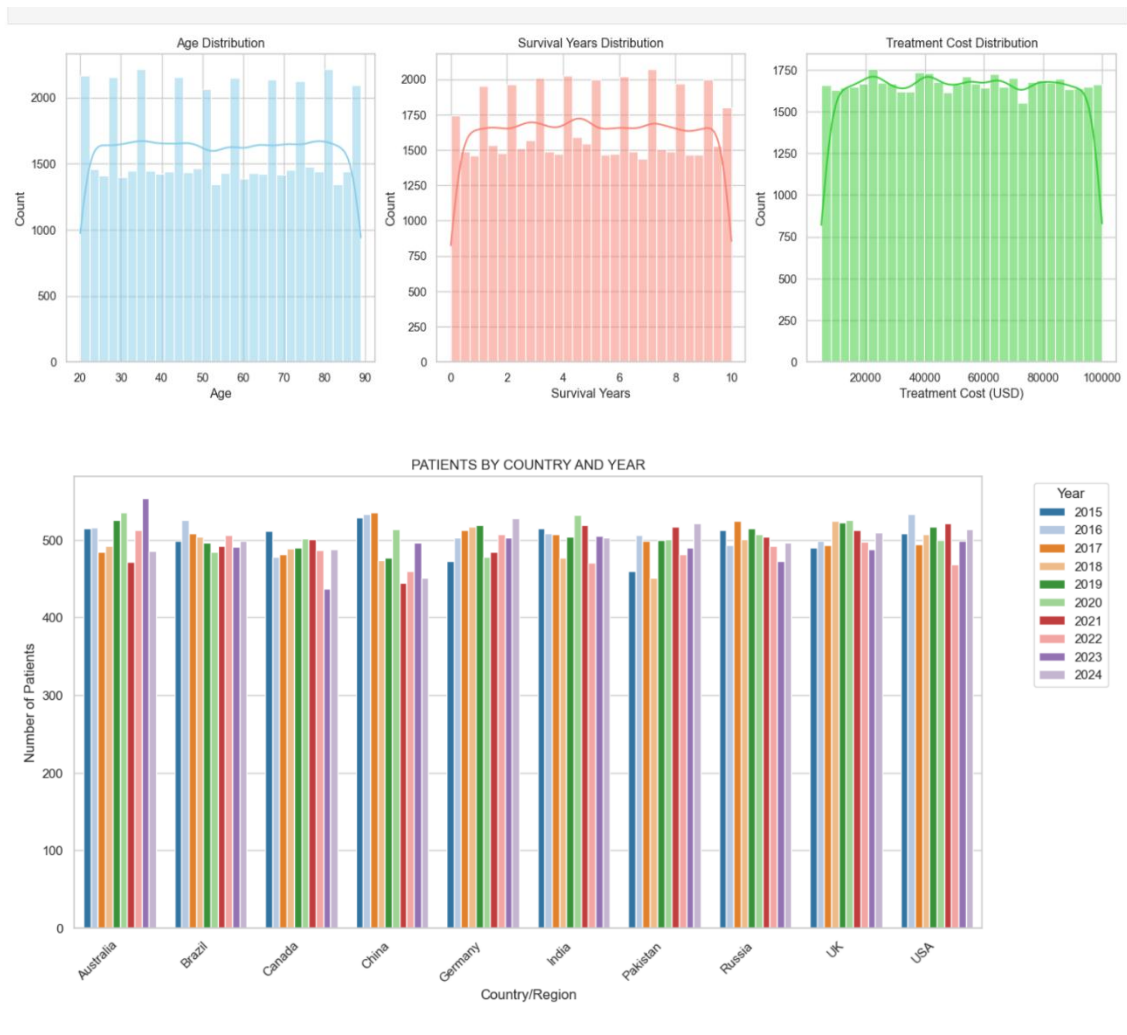 Age Distribution
Survival Years Distribution
Treatment Cost Distribution
Count
2000
1500
1000
500
0
20 30 40 50 60 70 80 90
Age
Count
2000
1750
1500
1250
1000
750
500
250
0
0 2 4 6 8 10
Survival Years
Count
1750
1500
1250
1000
750
500
250
0
20000 40000 60000 80000 100000
Treatment Cost (USD)
PATIENTS BY COUNTRY AND YEAR
Number of Patients
500
400
300
200
100
0
Australia
Brazil
Canada
China
Germany
India
Pakistan
Russia
UK
USA
Country/Region
Year
2015
2016
2017
2018
2019
2020
2021
2022
2023
2024